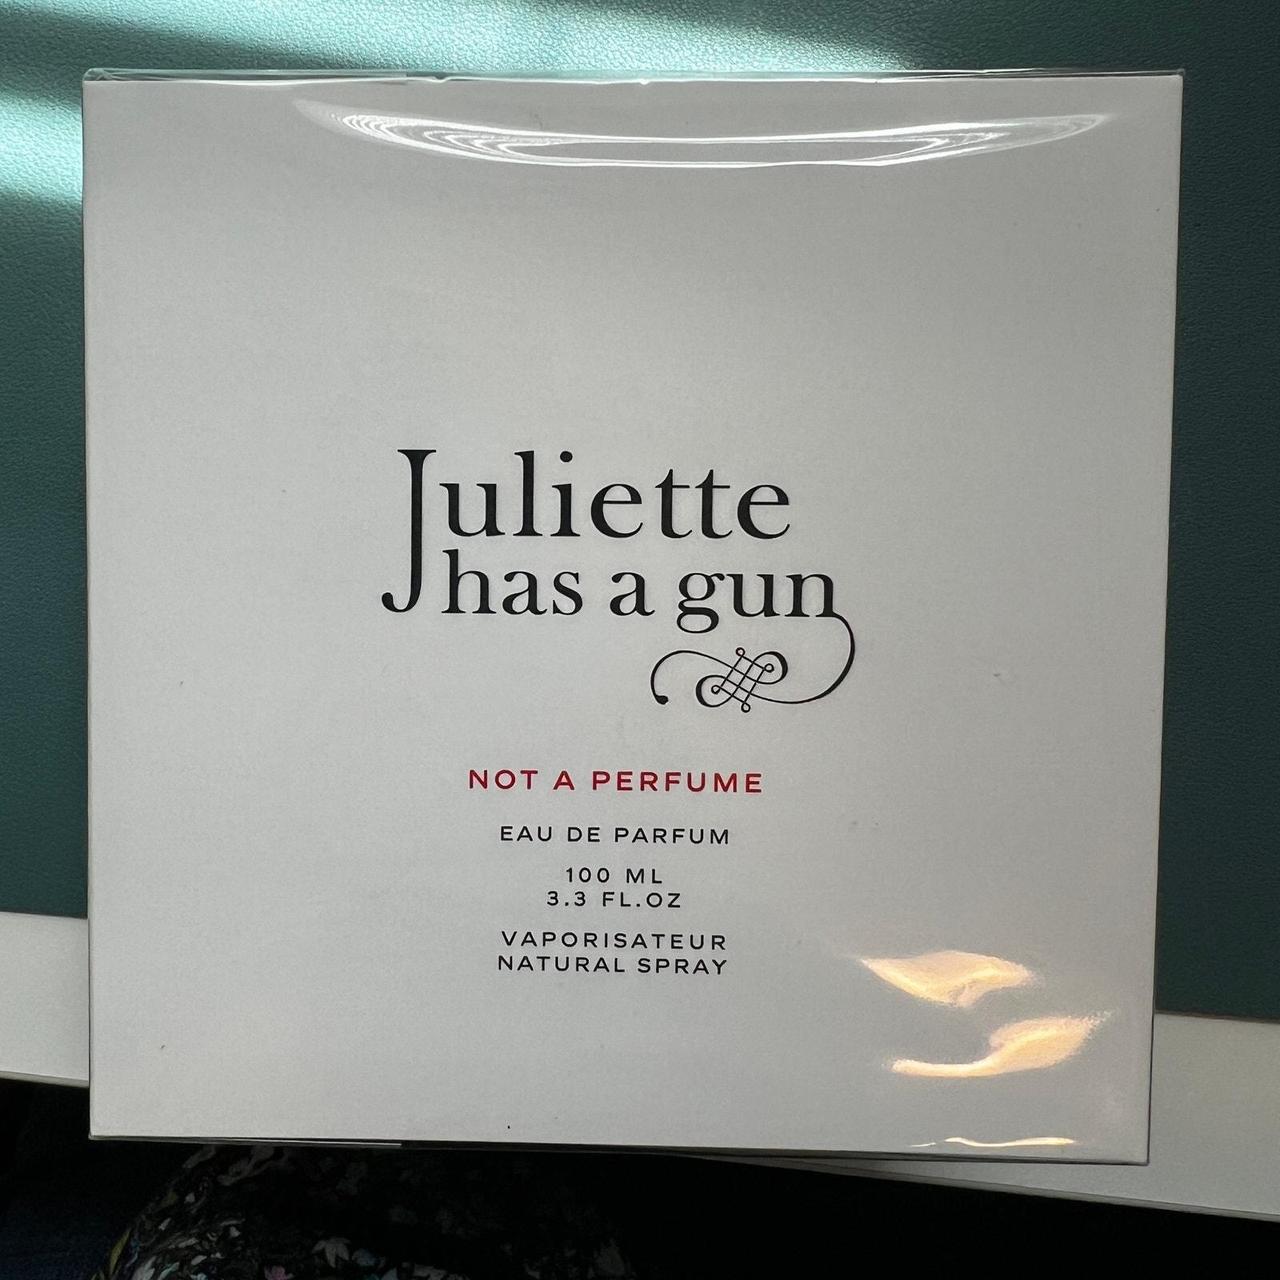 Juliette
has a gun
NOT A PERFUME
EAU DE PARFUM
100 ML
3.3 FL.OZ
VAPORISATEUR
NATURAL SPRAY